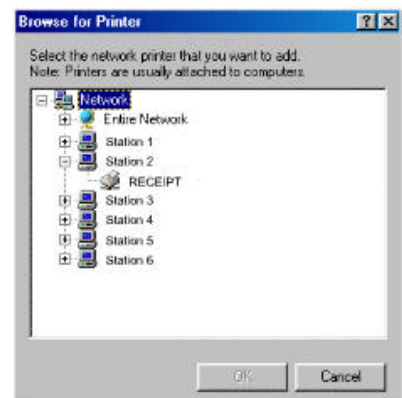 Browse for Printer
Select the network printer that you want to add.
Note: Printers are usually attached to computers.
Network
Entire Network
Station 1
Station 2
RECEIPT
Station 3
Station 4
Station 5
Station 6
OK
Cancel